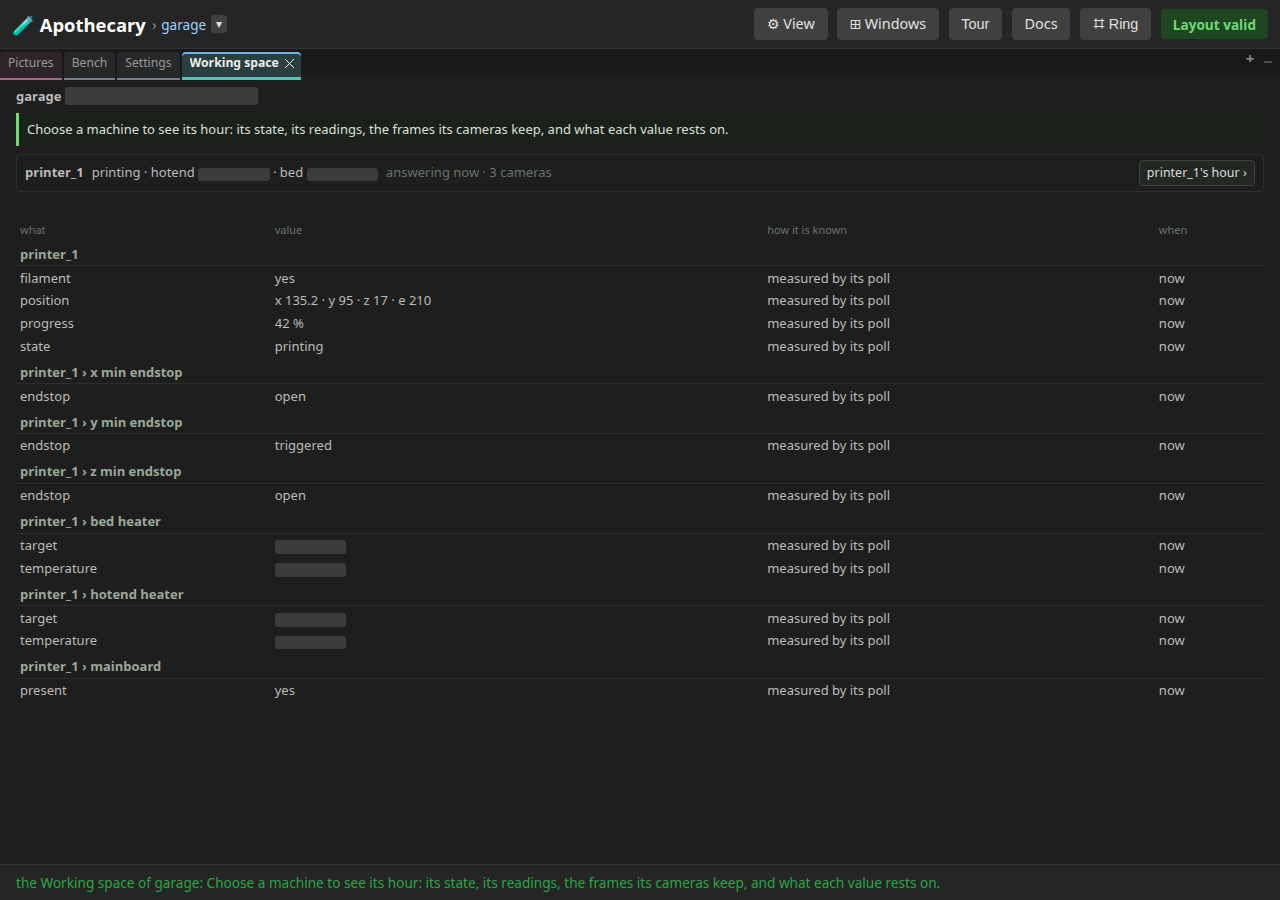 Apothecary › garage ▾
⚙ View
⊞ Windows
Tour
Docs
⌗ Ring
Layout valid
Pictures
Bench
Settings
Working space
garage
Choose a machine to see its hour: its state, its readings, the frames its cameras keep, and what each value rests on.
printer_1 printing · hotend · bed answering now · 3 cameras
printer_1's hour ›
what value how it is known when
printer_1
filament yes measured by its poll now
position x 135.2 · y 95 · z 17 · e 210 measured by its poll now
progress 42 % measured by its poll now
state printing measured by its poll now
printer_1 › x min endstop
endstop open measured by its poll now
printer_1 › y min endstop
endstop triggered measured by its poll now
printer_1 › z min endstop
endstop open measured by its poll now
printer_1 › bed heater
target measured by its poll now
temperature measured by its poll now
printer_1 › hotend heater
target measured by its poll now
temperature measured by its poll now
printer_1 › mainboard
present yes measured by its poll now
the Working space of garage: Choose a machine to see its hour: its state, its readings, the frames its cameras keep, and what each value rests on.